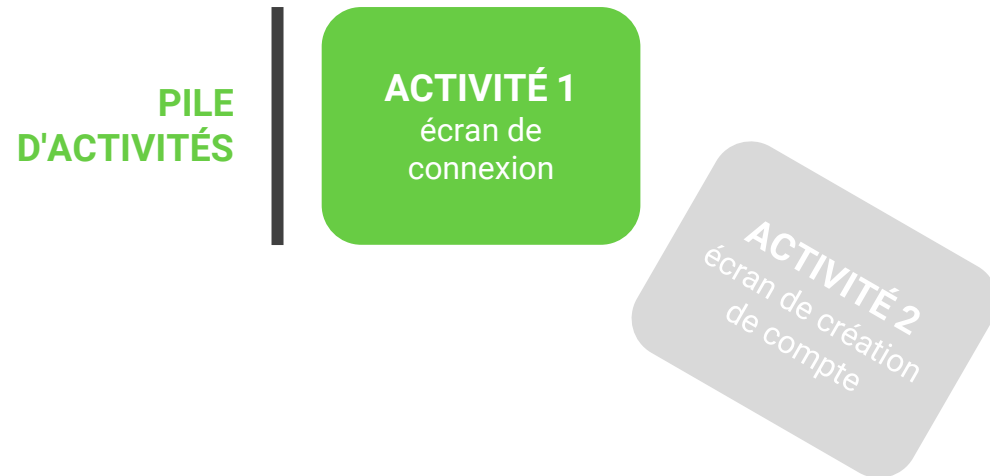 PILE
D'ACTIVITÉS
ACTIVITÉ 1
écran de
connexion
ACTIVITÉ 2
écran de création
de compte